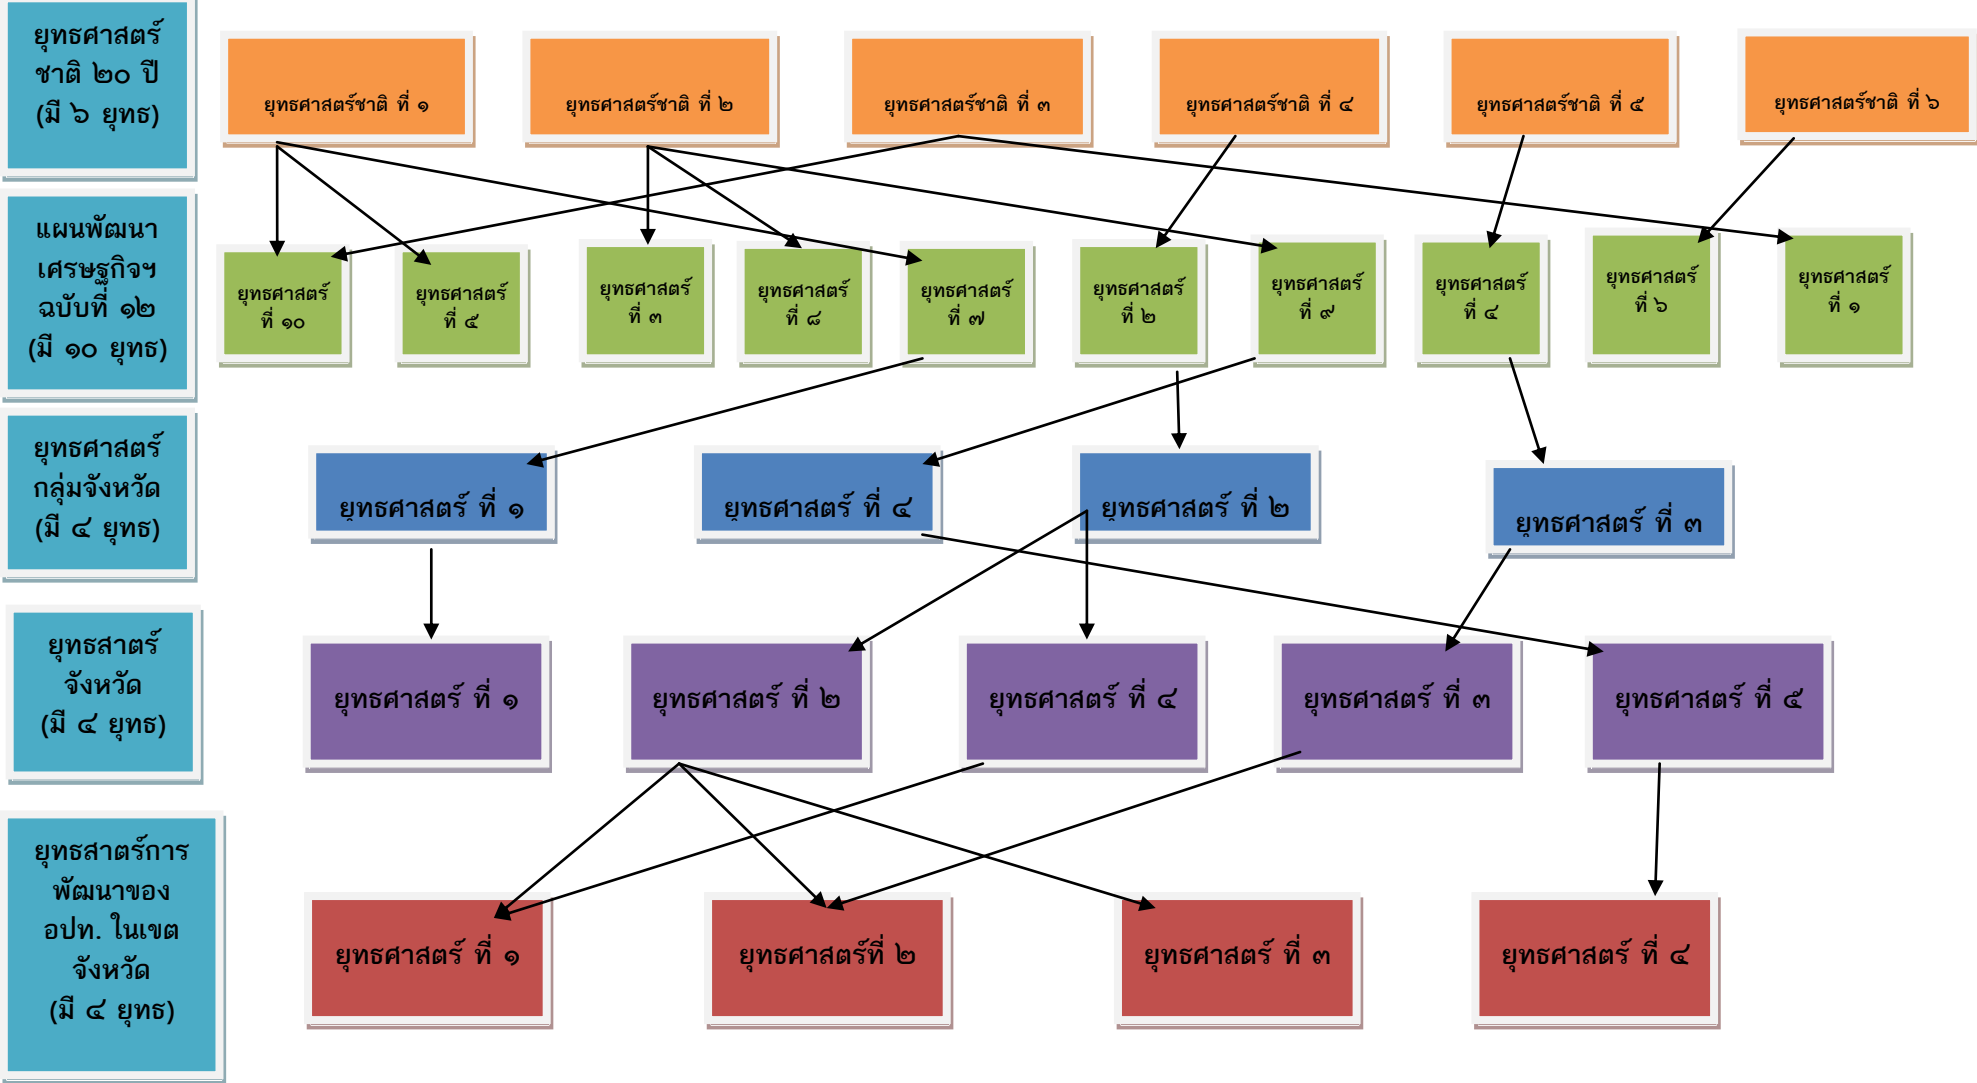 ยุทธศาสตร์
ชาติ ๒๐ ปี
(มี ๖ ยุทธ)
ยุทธศาสตร์ชาติ ที่ ๑
ยุทธศาสตร์ชาติ ที่ ๒
ยุทธศาสตร์ชาติ ที่ ๓
ยุทธศาสตร์ชาติ ที่ ๔
ยุทธศาสตร์ชาติ ที่ ๕
ยุทธศาสตร์ชาติ ที่ ๖
แผนพัฒนา
เศรษฐกิจฯ
ฉบับที่ ๑๒
(มี ๑๐ ยุทธ)
ยุทธศาสตร์
ที่ ๑๐
ยุทธศาสตร์
ที่ ๕
ยุทธศาสตร์
ที่ ๓
ยุทธศาสตร์
ที่ ๘
ยุทธศาสตร์
ที่ ๗
ยุทธศาสตร์
ที่ ๒
ยุทธศาสตร์
ที่ ๙
ยุทธศาสตร์
ที่ ๔
ยุทธศาสตร์
ที่ ๖
ยุทธศาสตร์
ที่ ๑
ยุทธศาสตร์
กลุ่มจังหวัด
(มี ๔ ยุทธ)
ยุทธศาสตร์ ที่ ๑
ยุทธศาสตร์ ที่ ๔
ยุทธศาสตร์ ที่ ๒
ยุทธศาสตร์ ที่ ๓
ยุทธสาตร์
จังหวัด
(มี ๔ ยุทธ)
ยุทธศาสตร์ ที่ ๑
ยุทธศาสตร์ ที่ ๒
ยุทธศาสตร์ ที่ ๔
ยุทธศาสตร์ ที่ ๓
ยุทธศาสตร์ ที่ ๕
ยุทธสาตร์การ
พัฒนาของ
อปท. ในเขต
จังหวัด
(มี ๔ ยุทธ)
ยุทธศาสตร์ ที่ ๑
ยุทธศาสตร์ที่ ๒
ยุทธศาสตร์ ที่ ๓
ยุทธศาสตร์ ที่ ๔